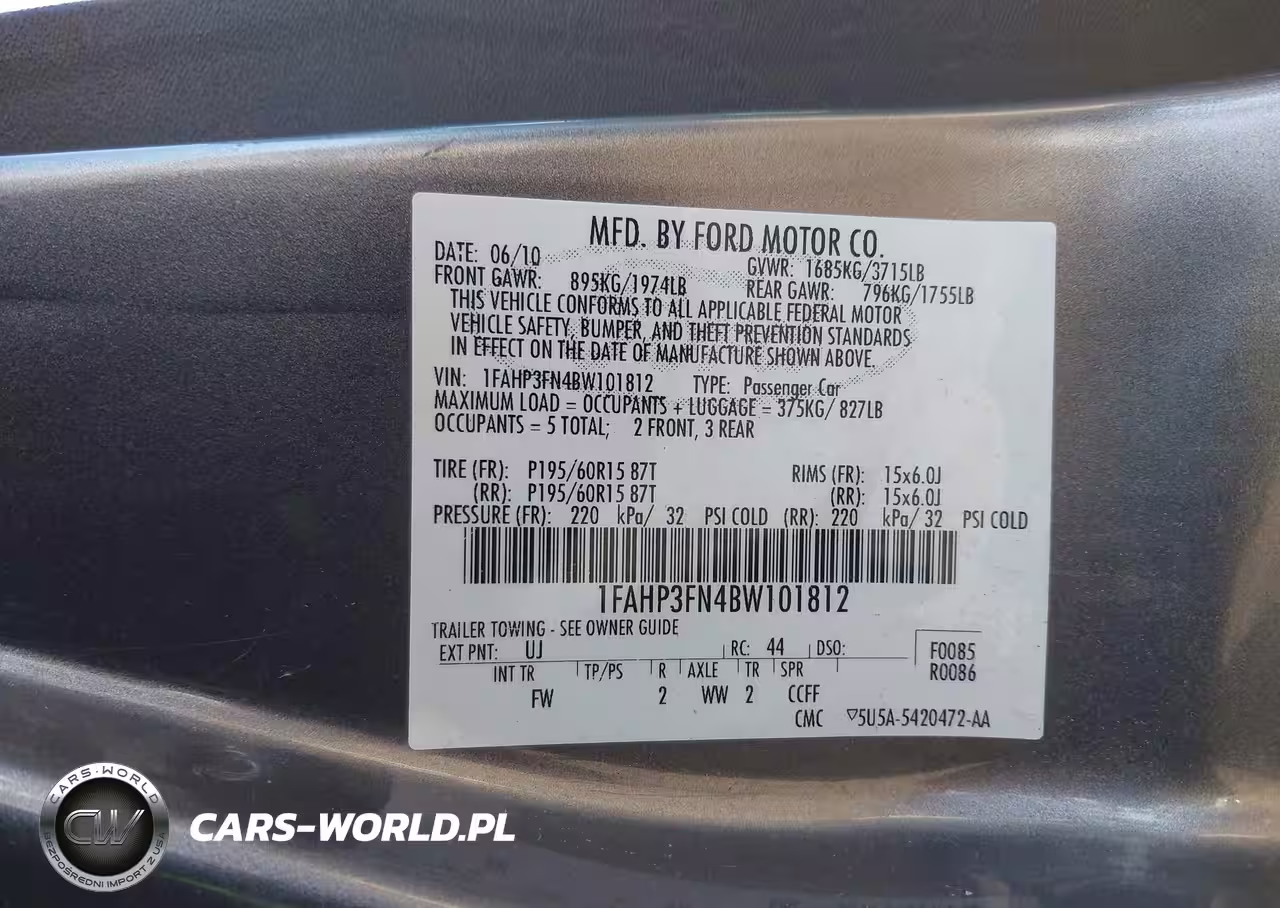 MFD. BY FORD MOTOR CO.
DATE: 06/10 GVWR: 1685KG/3715LB
FRONT GAWR: 895KG/1974LB REAR GAWR: 796KG/1755LB
THIS VEHICLE CONFORMS TO ALL APPLICABLE FEDERAL MOTOR
VEHICLE SAFETY, BUMPER, AND THEFT PREVENTION STANDARDS
IN EFFECT ON THE DATE OF MANUFACTURE SHOWN ABOVE.
VIN: 1FAHP3FN4BW101812 TYPE: Passenger Car
MAXIMUM LOAD = OCCUPANTS + LUGGAGE = 375KG/ 827LB
OCCUPANTS = 5 TOTAL; 2 FRONT, 3 REAR
TIRE (FR): P195/60R15 87T RIMS (FR): 15x6.0J
(RR): P195/60R15 87T (RR): 15x6.0J
PRESSURE (FR): 220 kPa/ 32 PSI COLD (RR): 220 kPa/ 32 PSI COLD
1FAHP3FN4BW101812
TRAILER TOWING - SEE OWNER GUIDE
EXT PNT: UJ RC: 44 DSO: F0085
INT TR TP/PS R AXLE TR SPR R0086
FW 2 WW 2 CCFF
CMC ▽5U5A-5420472-AA
CARS-WORLD
CW
BEZPOŚREDNI IMPORT Z USA
CARS-WORLD.PL